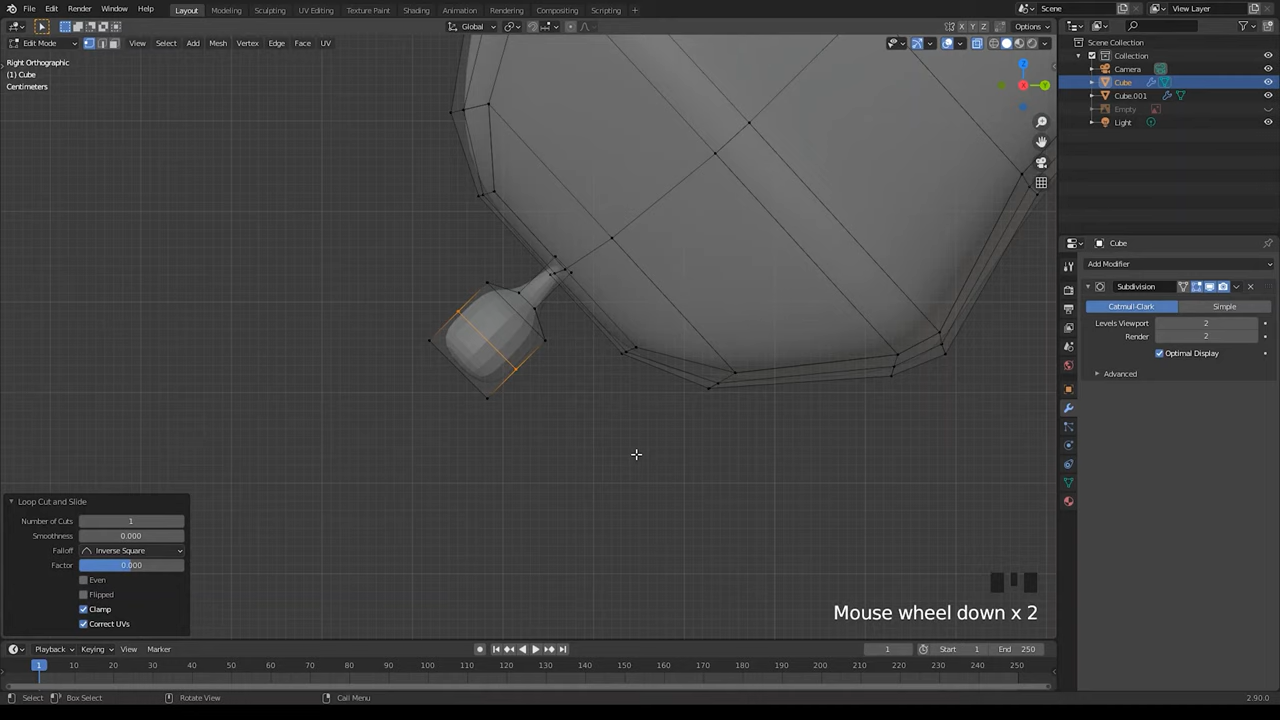 File Edit Render Window Help Layout Modeling Sculpting UV Editing Texture Paint Shading Animation Rendering Compositing Scripting + Scene View Layer
Global Options
Edit Mode View Select Add Mesh Vertex Edge Face UV
Right Orthographic
(1) Cube
Centimeters
Z
Y
X
Scene Collection
Collection
Camera
Cube
Cube.001
Empty
Light
Cube
Add Modifier
Subdivision
Catmull-Clark Simple
Levels Viewport 2
Render 2
Optimal Display
Advanced
Loop Cut and Slide
Number of Cuts 1
Smoothness 0.000
Falloff Inverse Square
Factor 0.000
Even
Flipped
Clamp
Correct UVs
Mouse wheel down x 2
Playback Keying View Marker 1 Start 1 End 250
1 10 20 30 40 50 60 70 80 90 100 110 120 130 140 150 160 170 180 190 200 210 220 230 240 250
Select Box Select Rotate View Call Menu 2.90.0